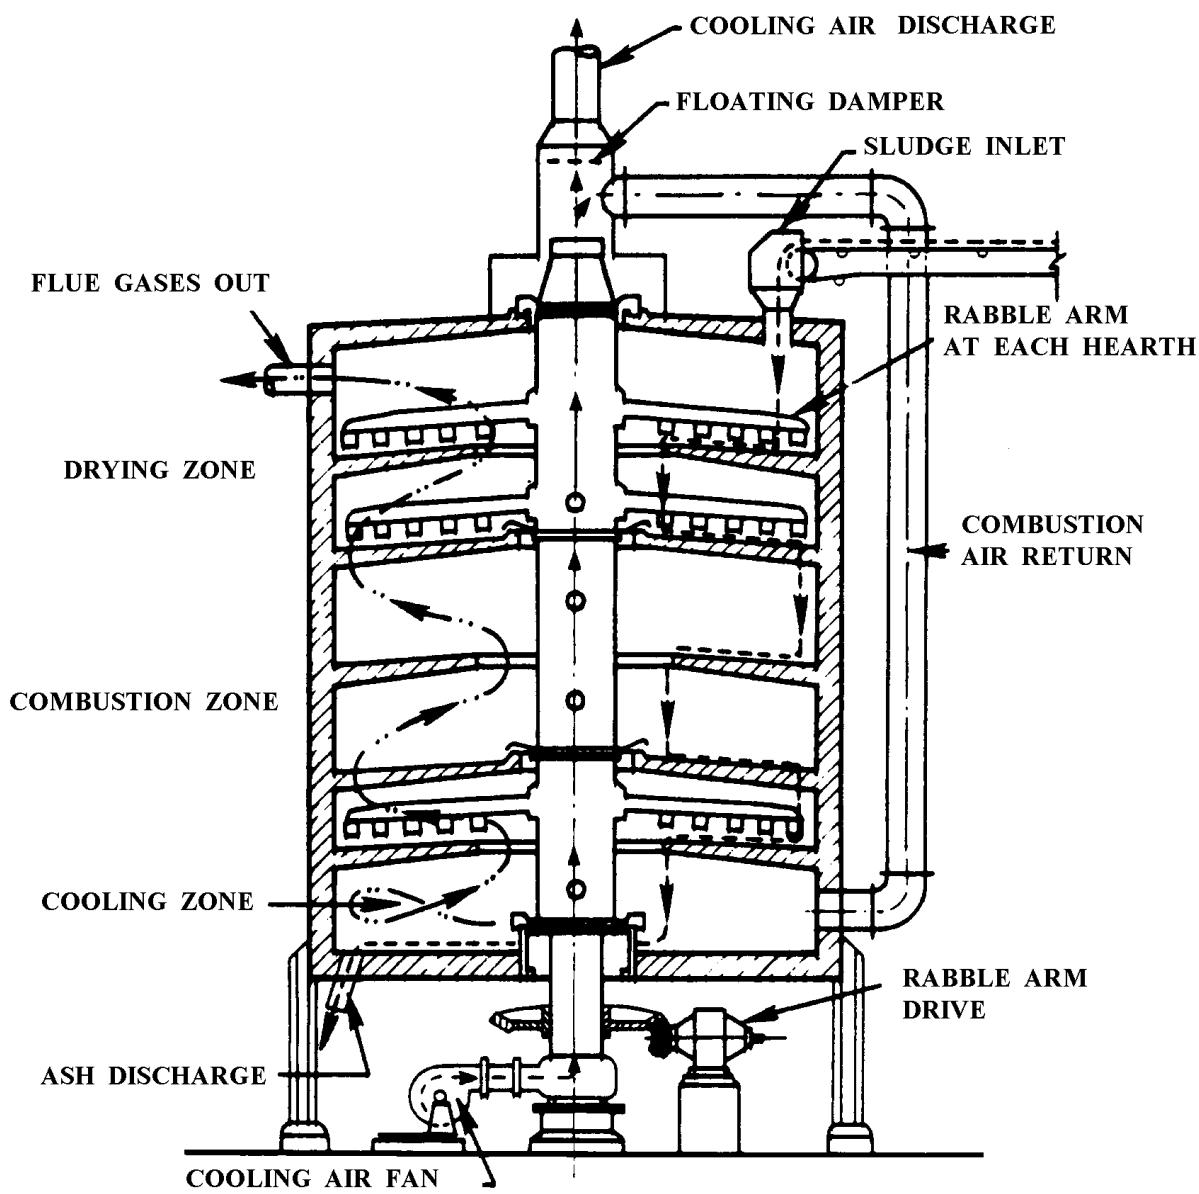 COOLING AIR DISCHARGE
FLOATING DAMPER
SLUDGE INLET
FLUE GASES OUT
RABBLE ARM
AT EACH HEARTH
DRYING ZONE
COMBUSTION
AIR RETURN
COMBUSTION ZONE
COOLING ZONE
RABBLE ARM
DRIVE
ASH DISCHARGE
COOLING AIR FAN